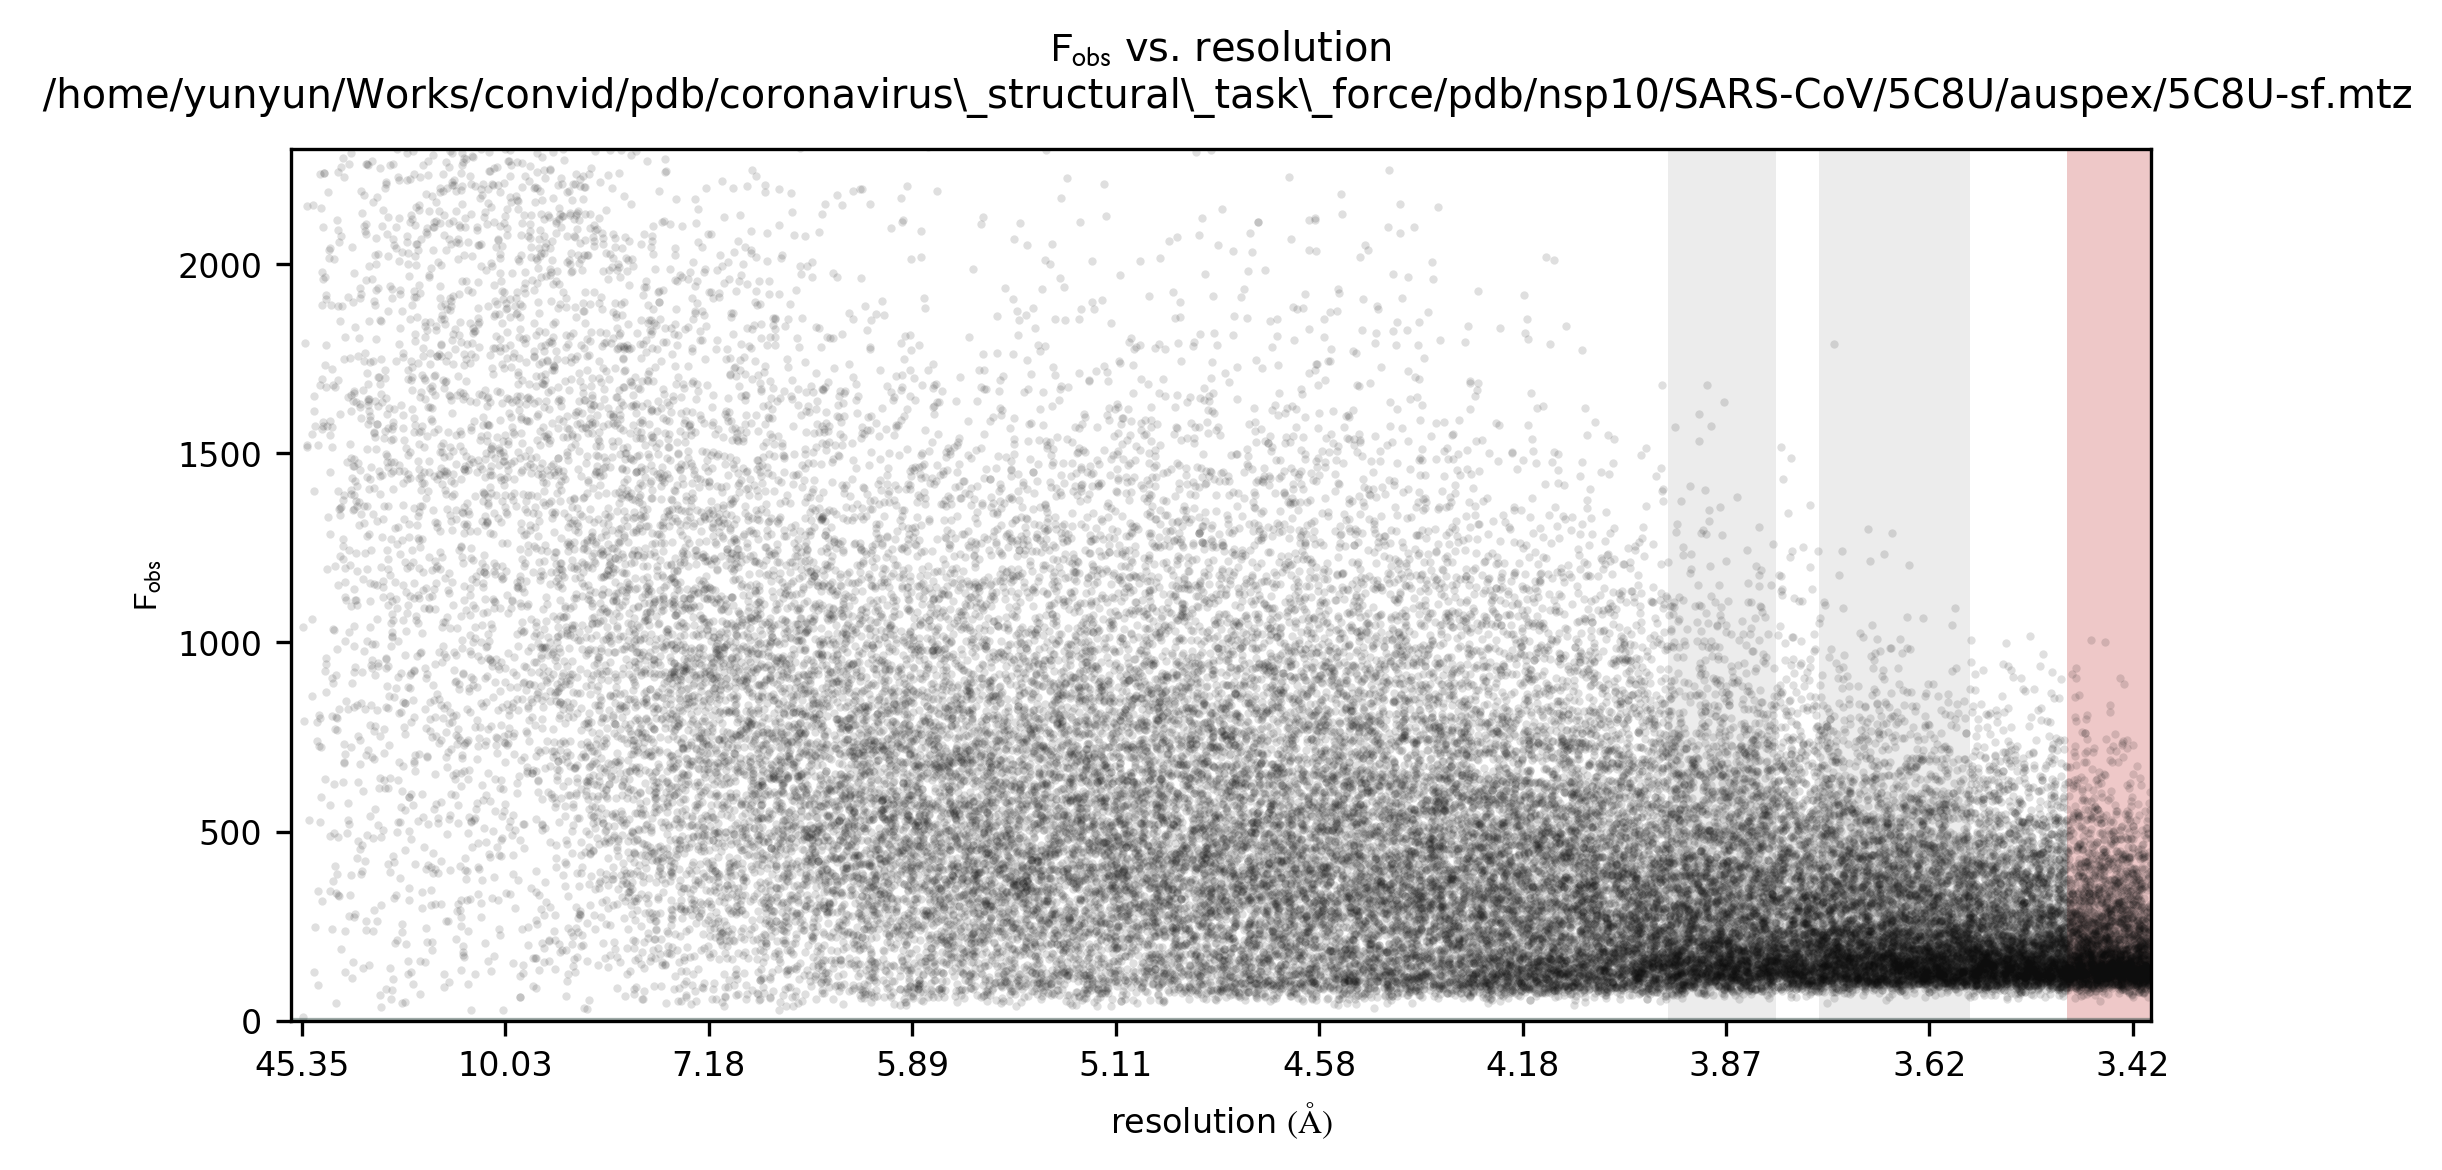 Fobs vs. resolution
/home/yunyun/Works/convid/pdb/coronavirus\_structural\_task\_force/pdb/nsp10/SARS-CoV/5C8U/auspex/5C8U-sf.mtz
2000
1500
1000
500
0
Fobs
45.35 10.03 7.18 5.89 5.11 4.58 4.18 3.87 3.62 3.42
resolution (Å)